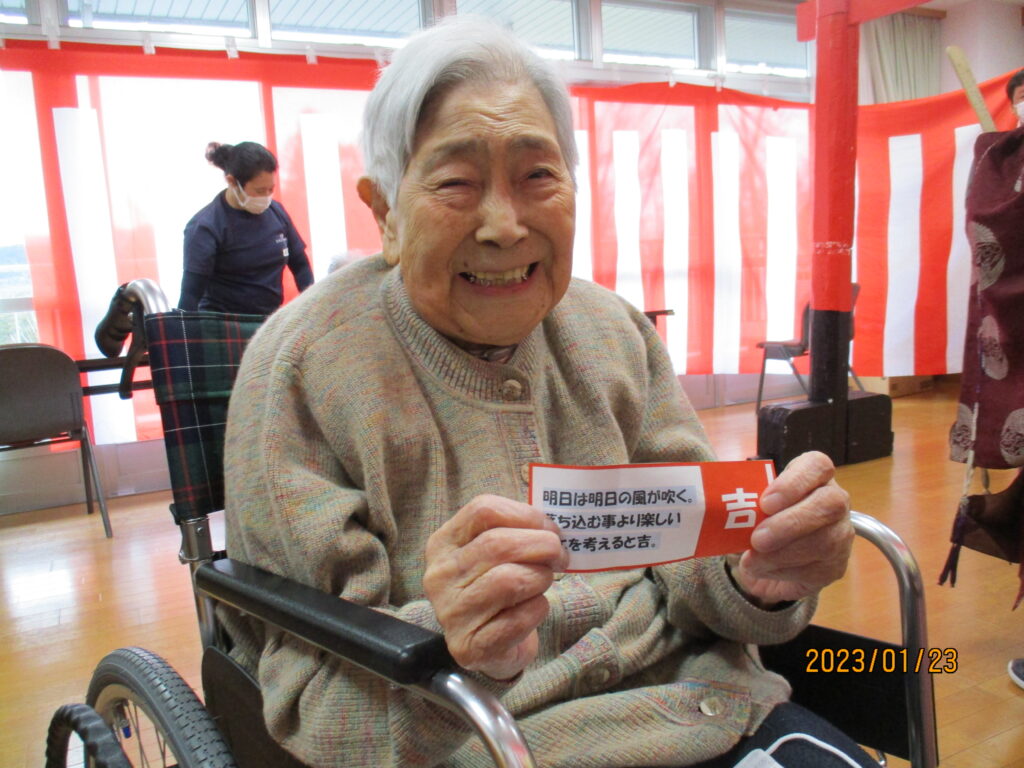 明日は明日の風が吹く。
ち込む事より楽しい
を考えると吉。
吉
2023/01/23